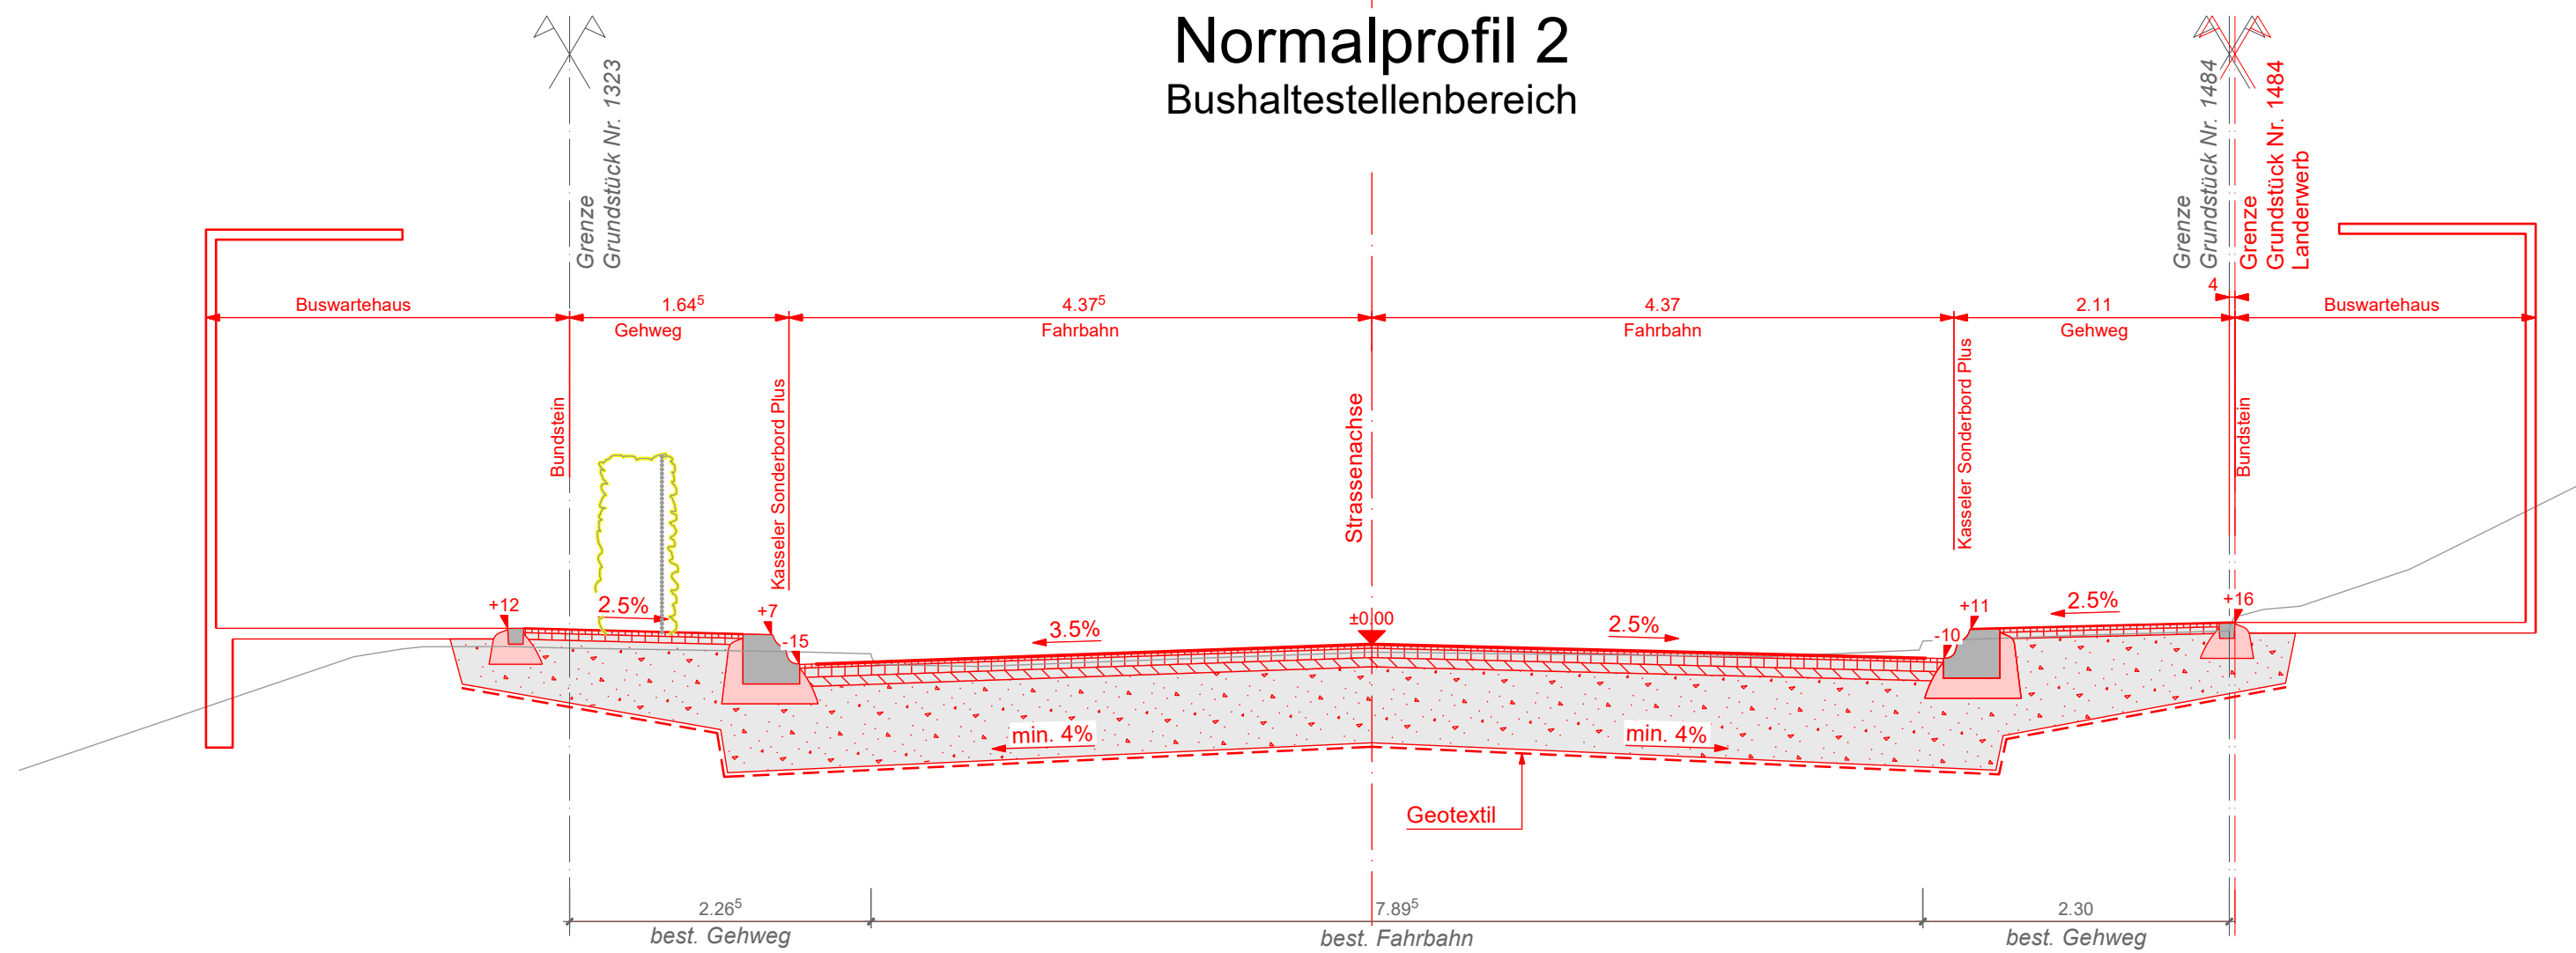 Normalprofil 2
Bushaltestellenbereich
Grenze
Grundstück Nr. 1323
Grenze
Grundstück Nr. 1484
Grenze
Grundstück Nr. 1484
Landerwerb
4
Buswartehaus
1.64⁵
Gehweg
4.37⁵
Fahrbahn
4.37
Fahrbahn
2.11
Gehweg
Buswartehaus
Bundstein
Kasseler Sonderbord Plus
Strassenachse
Kasseler Sonderbord Plus
Bundstein
+12
2.5%
+7
-15
3.5%
±0.00
2.5%
+11
-10
2.5%
+16
min. 4%
min. 4%
Geotextil
2.26⁵
best. Gehweg
7.89⁵
best. Fahrbahn
2.30
best. Gehweg